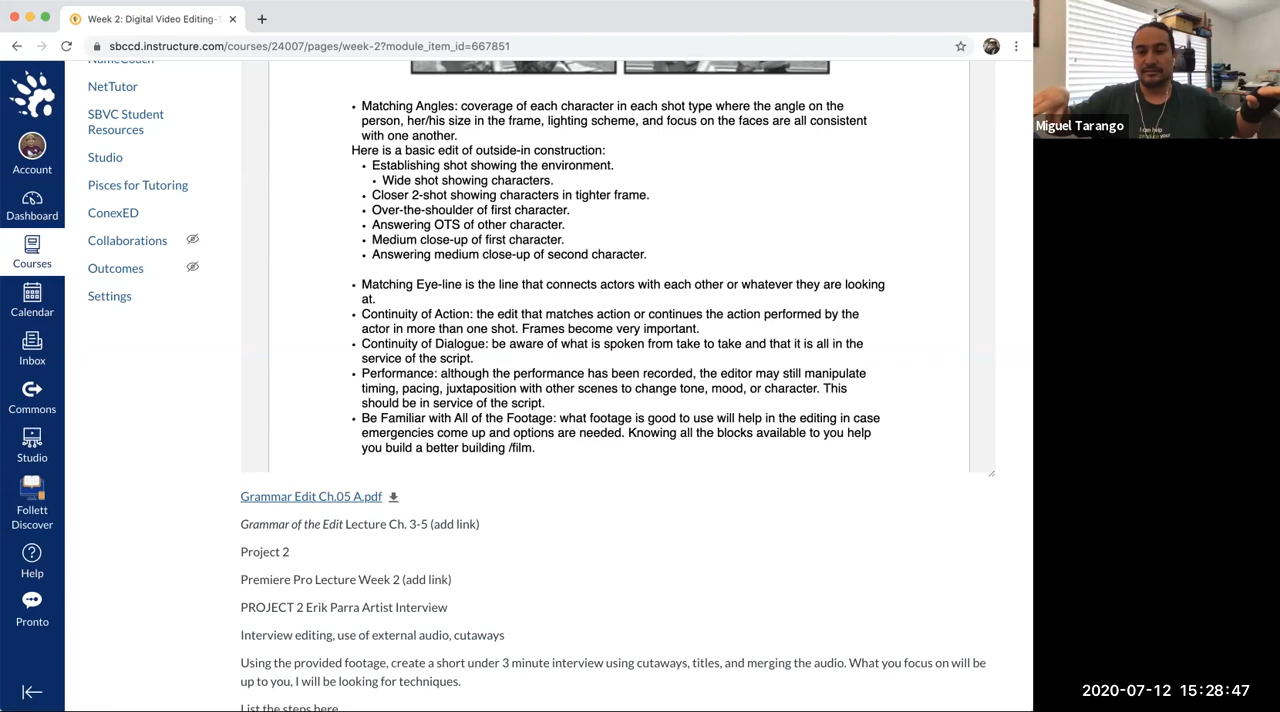 Week 2: Digital Video Editing-
sbccd.instructure.com/courses/24007/pages/week-2?module_item_id=667851
NameCoach
NetTutor
SBVC Student
Resources
Studio
Pisces for Tutoring
ConexED
Collaborations
Outcomes
Settings
Account
Dashboard
Courses
Calendar
Inbox
Commons
Studio
Follett
Discover
Help
Pronto
• Matching Angles: coverage of each character in each shot type where the angle on the
person, her/his size in the frame, lighting scheme, and focus on the faces are all consistent
with one another.
Here is a basic edit of outside-in construction:
• Establishing shot showing the environment.
• Wide shot showing characters.
• Closer 2-shot showing characters in tighter frame.
• Over-the-shoulder of first character.
• Answering OTS of other character.
• Medium close-up of first character.
• Answering medium close-up of second character.
• Matching Eye-line is the line that connects actors with each other or whatever they are looking
at.
• Continuity of Action: the edit that matches action or continues the action performed by the
actor in more than one shot. Frames become very important.
• Continuity of Dialogue: be aware of what is spoken from take to take and that it is all in the
service of the script.
• Performance: although the performance has been recorded, the editor may still manipulate
timing, pacing, juxtaposition with other scenes to change tone, mood, or character. This
should be in service of the script.
• Be Familiar with All of the Footage: what footage is good to use will help in the editing in case
emergencies come up and options are needed. Knowing all the blocks available to you help
you build a better building /film.
Grammar Edit Ch.05 A.pdf
Grammar of the Edit Lecture Ch. 3-5 (add link)
Project 2
Premiere Pro Lecture Week 2 (add link)
PROJECT 2 Erik Parra Artist Interview
Interview editing, use of external audio, cutaways
Using the provided footage, create a short under 3 minute interview using cutaways, titles, and merging the audio. What you focus on will be
up to you, I will be looking for techniques.
List the steps here
Miguel Tarango
I can help
produce your
2020-07-12 15:28:47